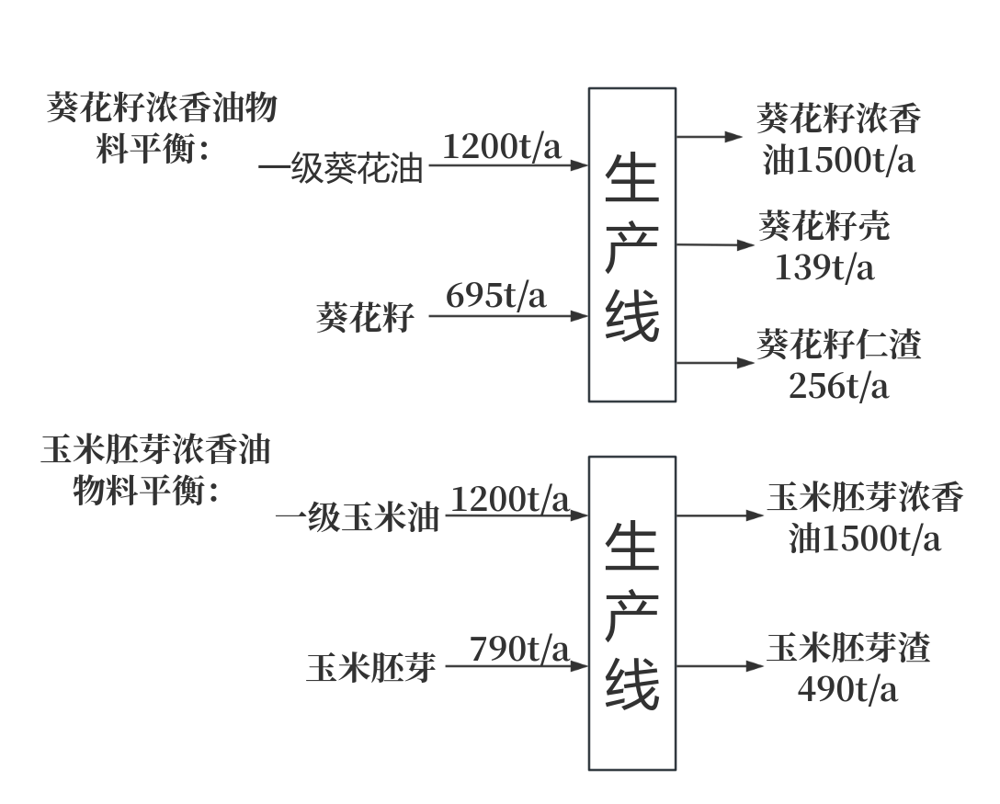 葵花籽浓香油物
料平衡：
一级葵花油
1200t/a
葵花籽
695t/a
生
产
线
葵花籽浓香
油1500t/a
葵花籽壳
139t/a
葵花籽仁渣
256t/a
玉米胚芽浓香油
物料平衡：
一级玉米油
1200t/a
玉米胚芽
790t/a
生
产
线
玉米胚芽浓香
油1500t/a
玉米胚芽渣
490t/a